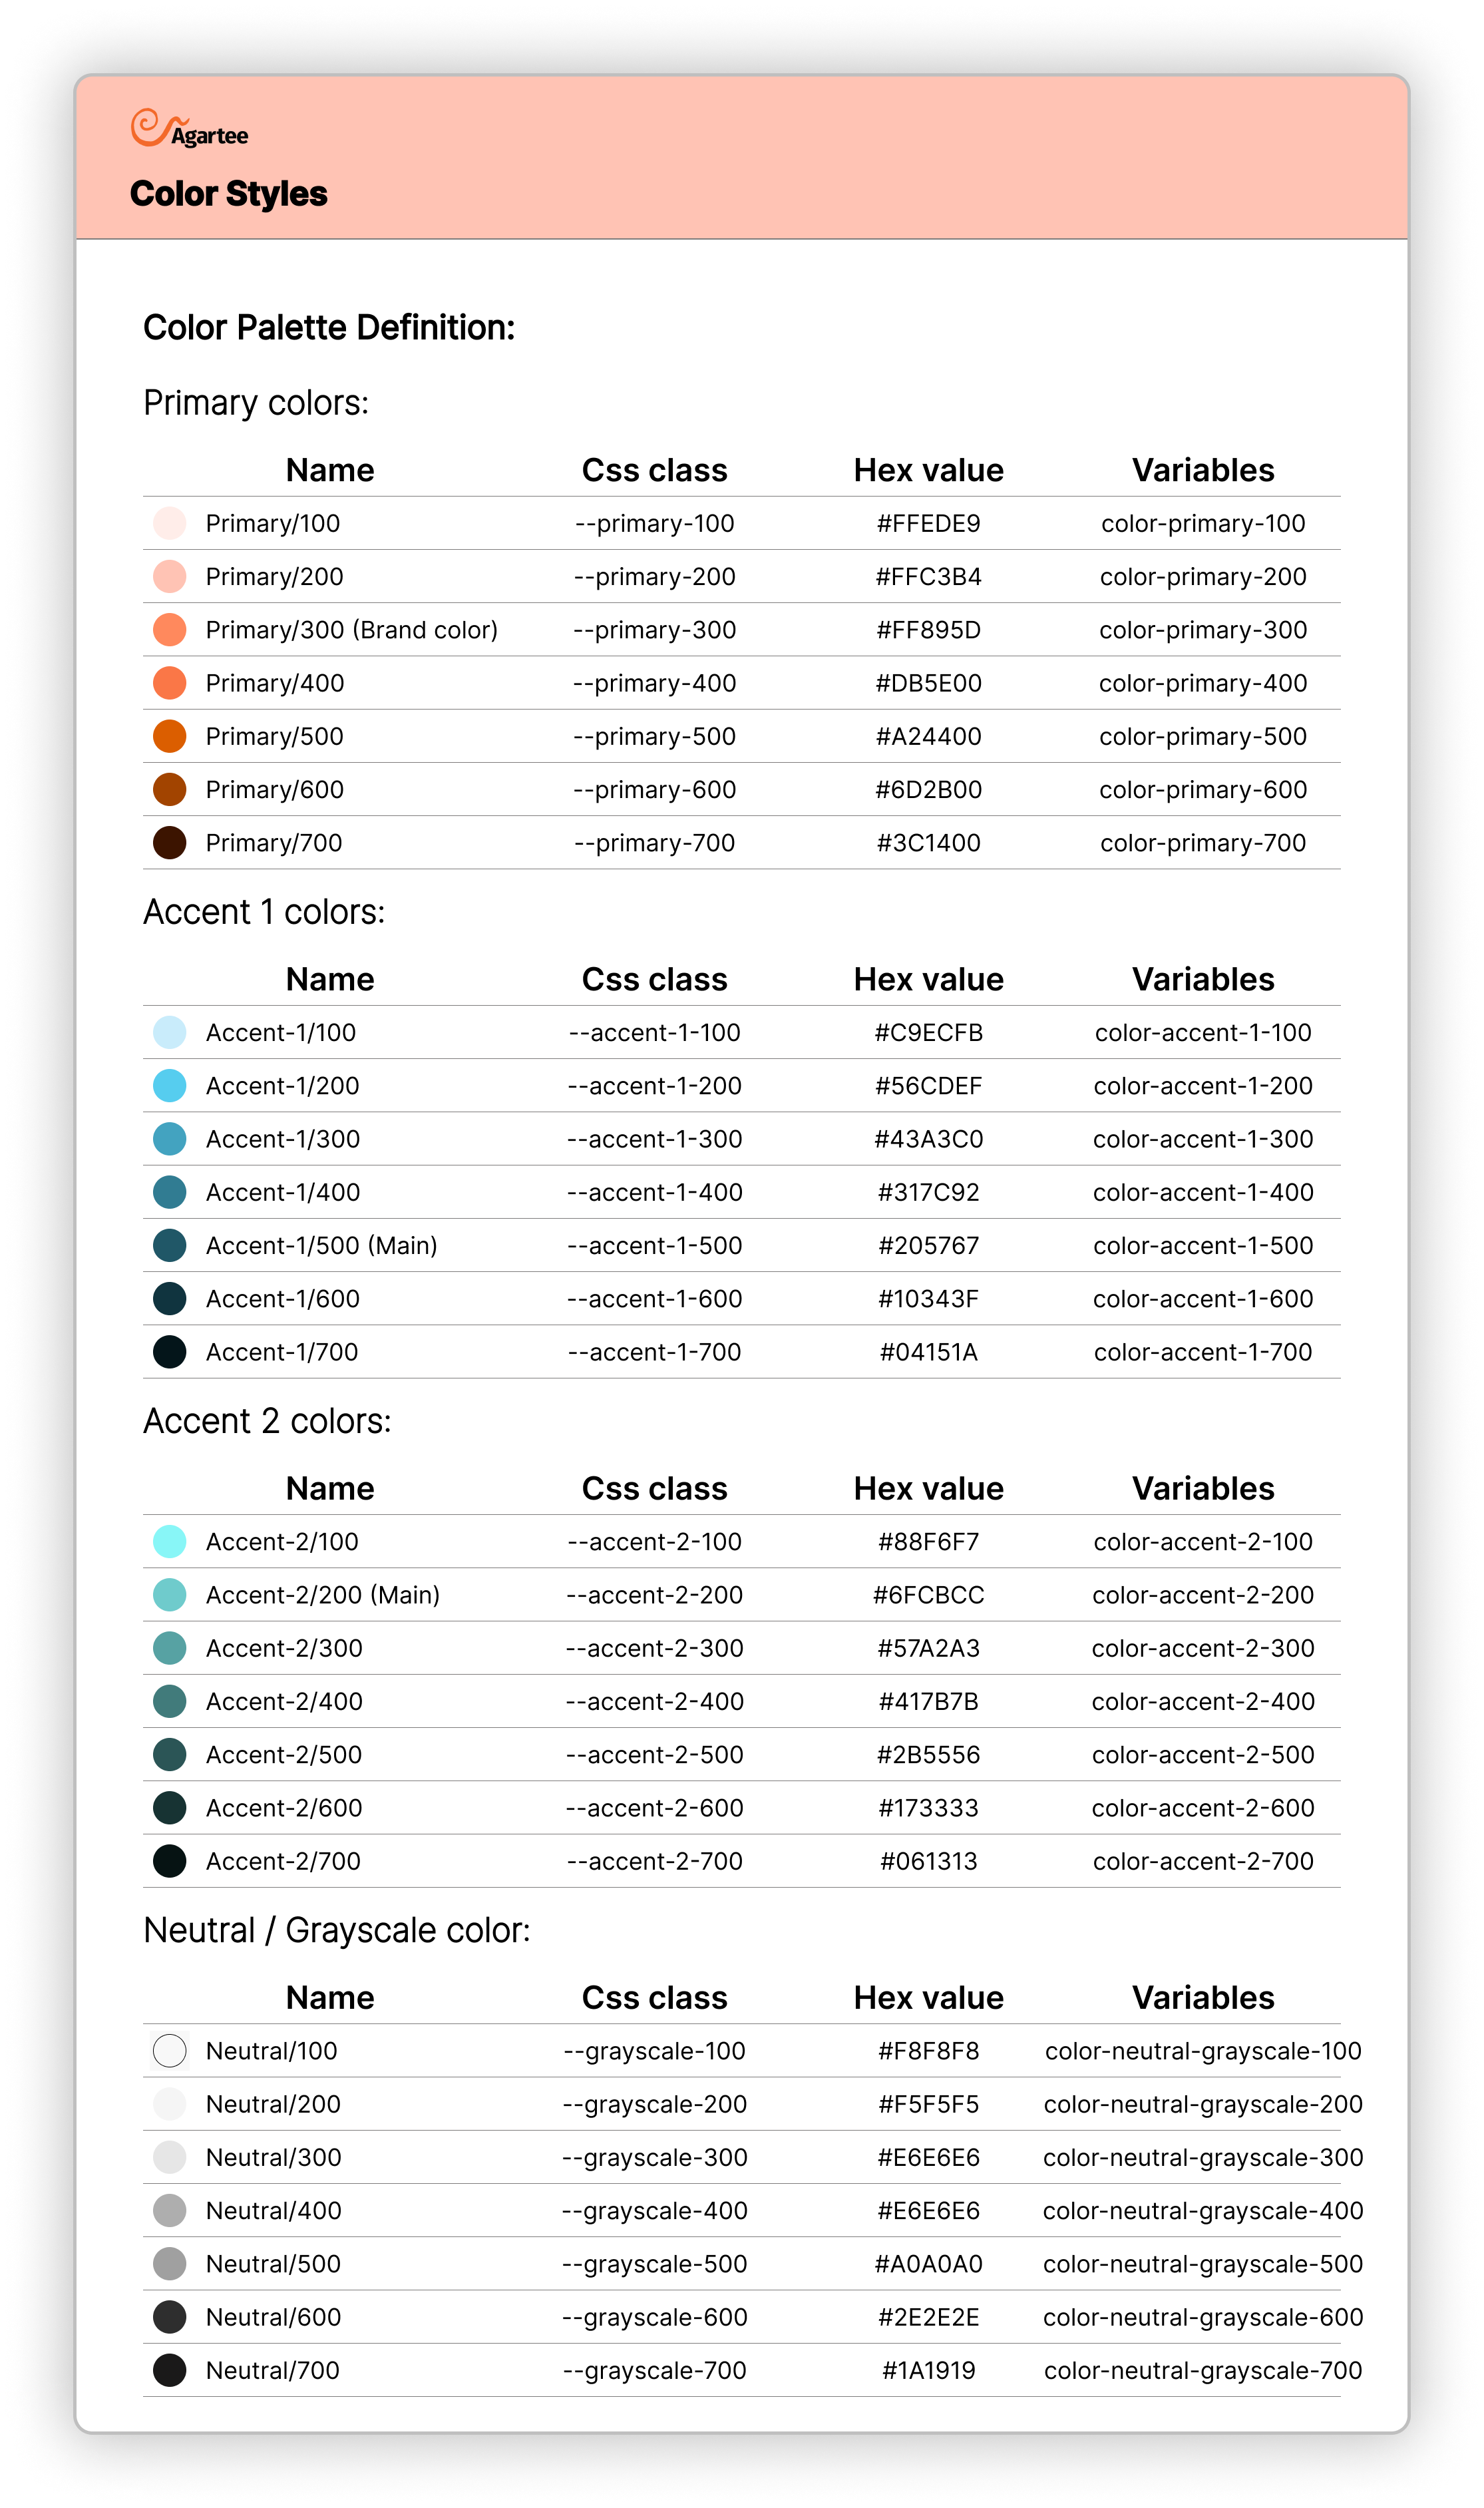 Agartee
Color Styles
Color Palette Definition:
Primary colors:
Name Css class Hex value Variables
Primary/100 --primary-100 #FFEDE9 color-primary-100
Primary/200 --primary-200 #FFC3B4 color-primary-200
Primary/300 (Brand color) --primary-300 #FF895D color-primary-300
Primary/400 --primary-400 #DB5E00 color-primary-400
Primary/500 --primary-500 #A24400 color-primary-500
Primary/600 --primary-600 #6D2B00 color-primary-600
Primary/700 --primary-700 #3C1400 color-primary-700
Accent 1 colors:
Name Css class Hex value Variables
Accent-1/100 --accent-1-100 #C9ECFB color-accent-1-100
Accent-1/200 --accent-1-200 #56CDEF color-accent-1-200
Accent-1/300 --accent-1-300 #43A3C0 color-accent-1-300
Accent-1/400 --accent-1-400 #317C92 color-accent-1-400
Accent-1/500 (Main) --accent-1-500 #205767 color-accent-1-500
Accent-1/600 --accent-1-600 #10343F color-accent-1-600
Accent-1/700 --accent-1-700 #04151A color-accent-1-700
Accent 2 colors:
Name Css class Hex value Variables
Accent-2/100 --accent-2-100 #88F6F7 color-accent-2-100
Accent-2/200 (Main) --accent-2-200 #6FCBCC color-accent-2-200
Accent-2/300 --accent-2-300 #57A2A3 color-accent-2-300
Accent-2/400 --accent-2-400 #417B7B color-accent-2-400
Accent-2/500 --accent-2-500 #2B5556 color-accent-2-500
Accent-2/600 --accent-2-600 #173333 color-accent-2-600
Accent-2/700 --accent-2-700 #061313 color-accent-2-700
Neutral / Grayscale color:
Name Css class Hex value Variables
Neutral/100 --grayscale-100 #F8F8F8 color-neutral-grayscale-100
Neutral/200 --grayscale-200 #F5F5F5 color-neutral-grayscale-200
Neutral/300 --grayscale-300 #E6E6E6 color-neutral-grayscale-300
Neutral/400 --grayscale-400 #E6E6E6 color-neutral-grayscale-400
Neutral/500 --grayscale-500 #A0A0A0 color-neutral-grayscale-500
Neutral/600 --grayscale-600 #2E2E2E color-neutral-grayscale-600
Neutral/700 --grayscale-700 #1A1919 color-neutral-grayscale-700